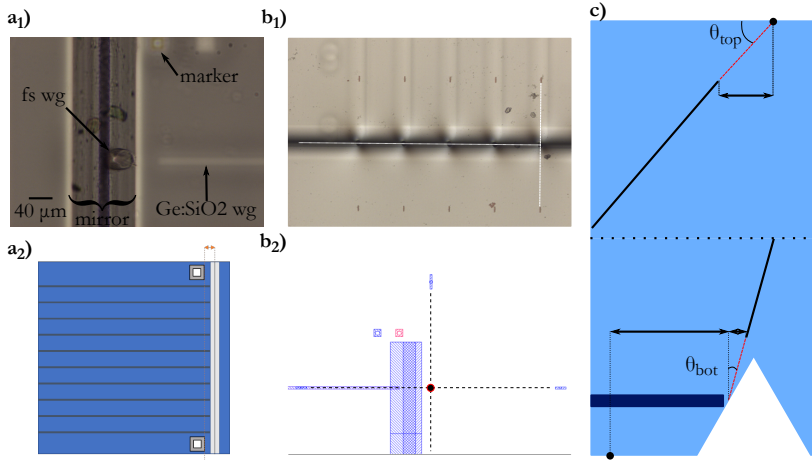 a₁)
b₁)
c)
θtop
marker
fs wg
40 µm
mirror
Ge:SiO2 wg
a₂)
b₂)
θbot